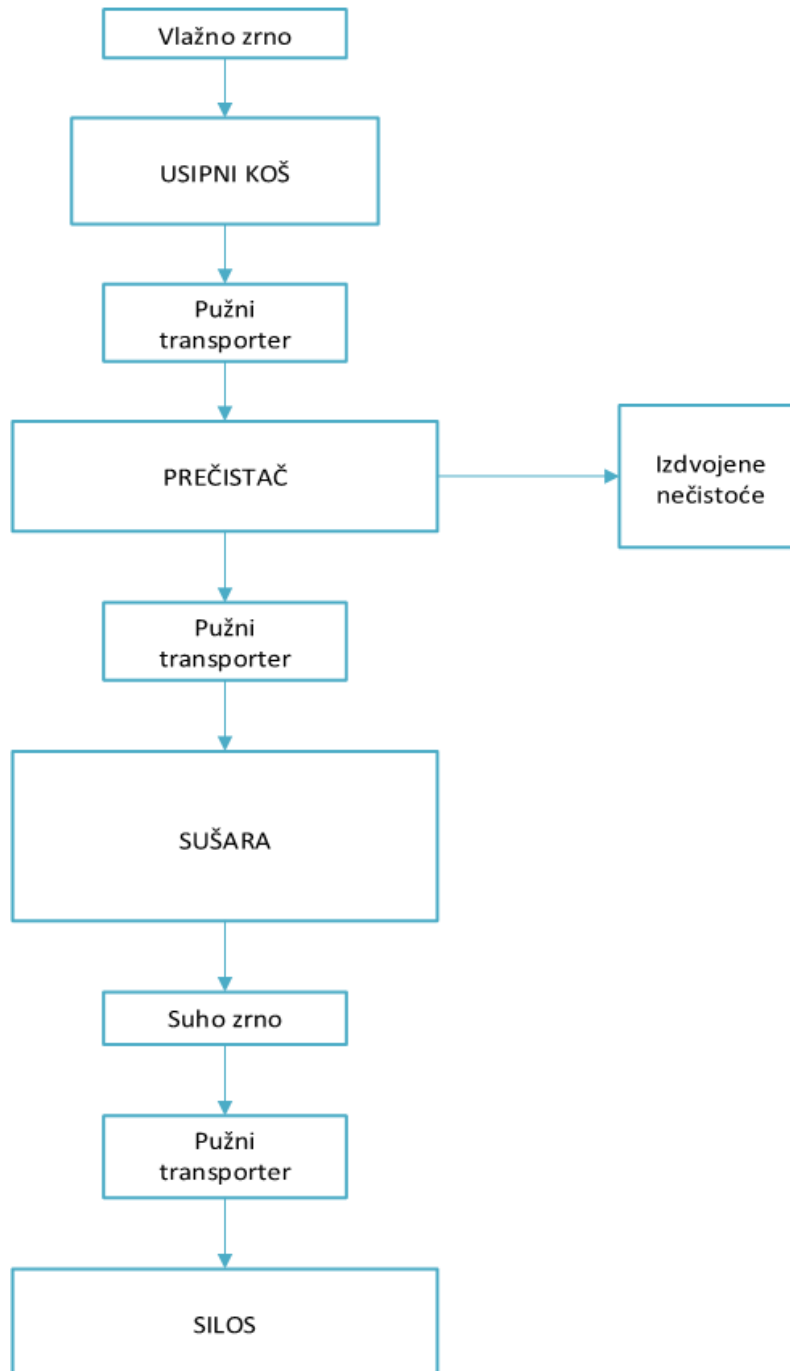 Vlažno zrno
USIPNI KOŠ
Pužni
transporter
PREČISTAČ
Izdvojene
nečistoće
Pužni
transporter
SUŠARA
Suho zrno
Pužni
transporter
SILOS